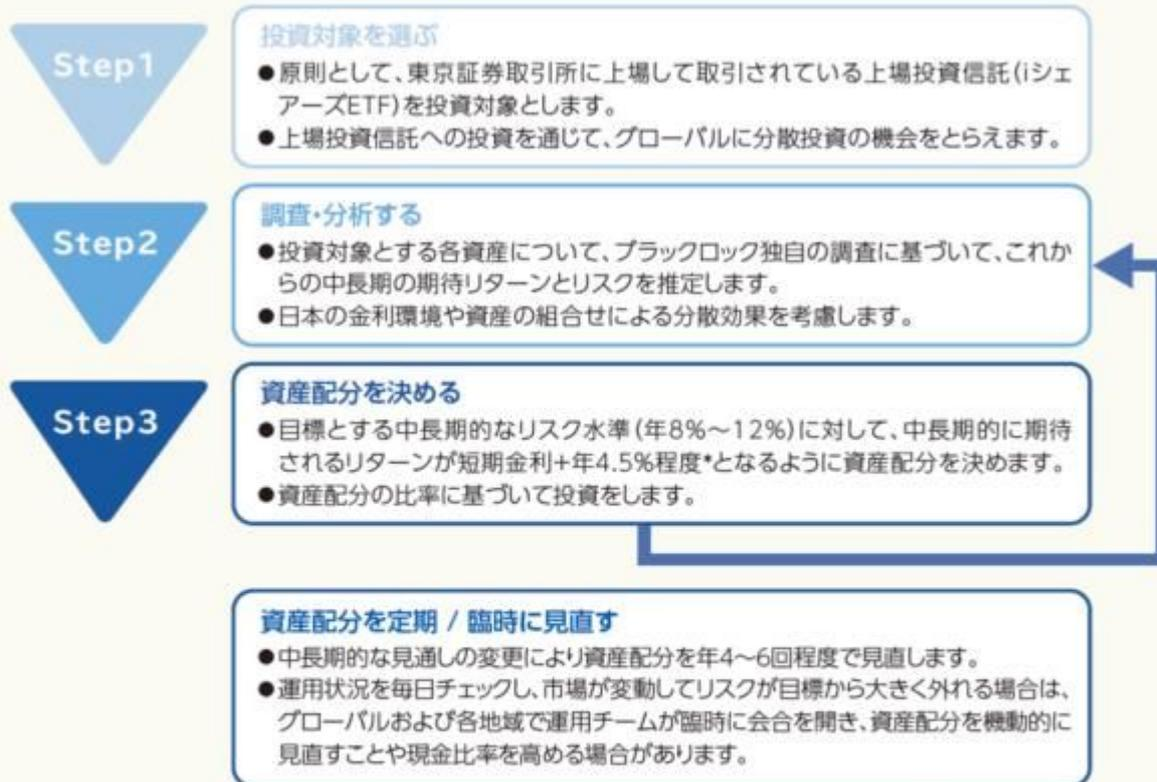 Step1
投資対象を選ぶ
●原則として、東京証券取引所に上場して取引されている上場投資信託(iシェ
アーズETF)を投資対象とします。
●上場投資信託への投資を通じて、グローバルに分散投資の機会をとらえます。
Step2
調査・分析する
●投資対象とする各資産について、ブラックロック独自の調査に基づいて、これか
らの中長期の期待リターンとリスクを推定します。
●日本の金利環境や資産の組合せによる分散効果を考慮します。
Step3
資産配分を決める
●目標とする中長期的なリスク水準(年8%～12%)に対して、中長期的に期待
されるリターンが短期金利+年4.5%程度*となるように資産配分を決めます。
●資産配分の比率に基づいて投資をします。
資産配分を定期 / 臨時に見直す
●中長期的な見通しの変更により資産配分を年4～6回程度で見直します。
●運用状況を毎日チェックし、市場が変動してリスクが目標から大きく外れる場合は、
グローバルおよび各地域で運用チームが臨時に会合を開き、資産配分を機動的に
見直すことや現金比率を高める場合があります。